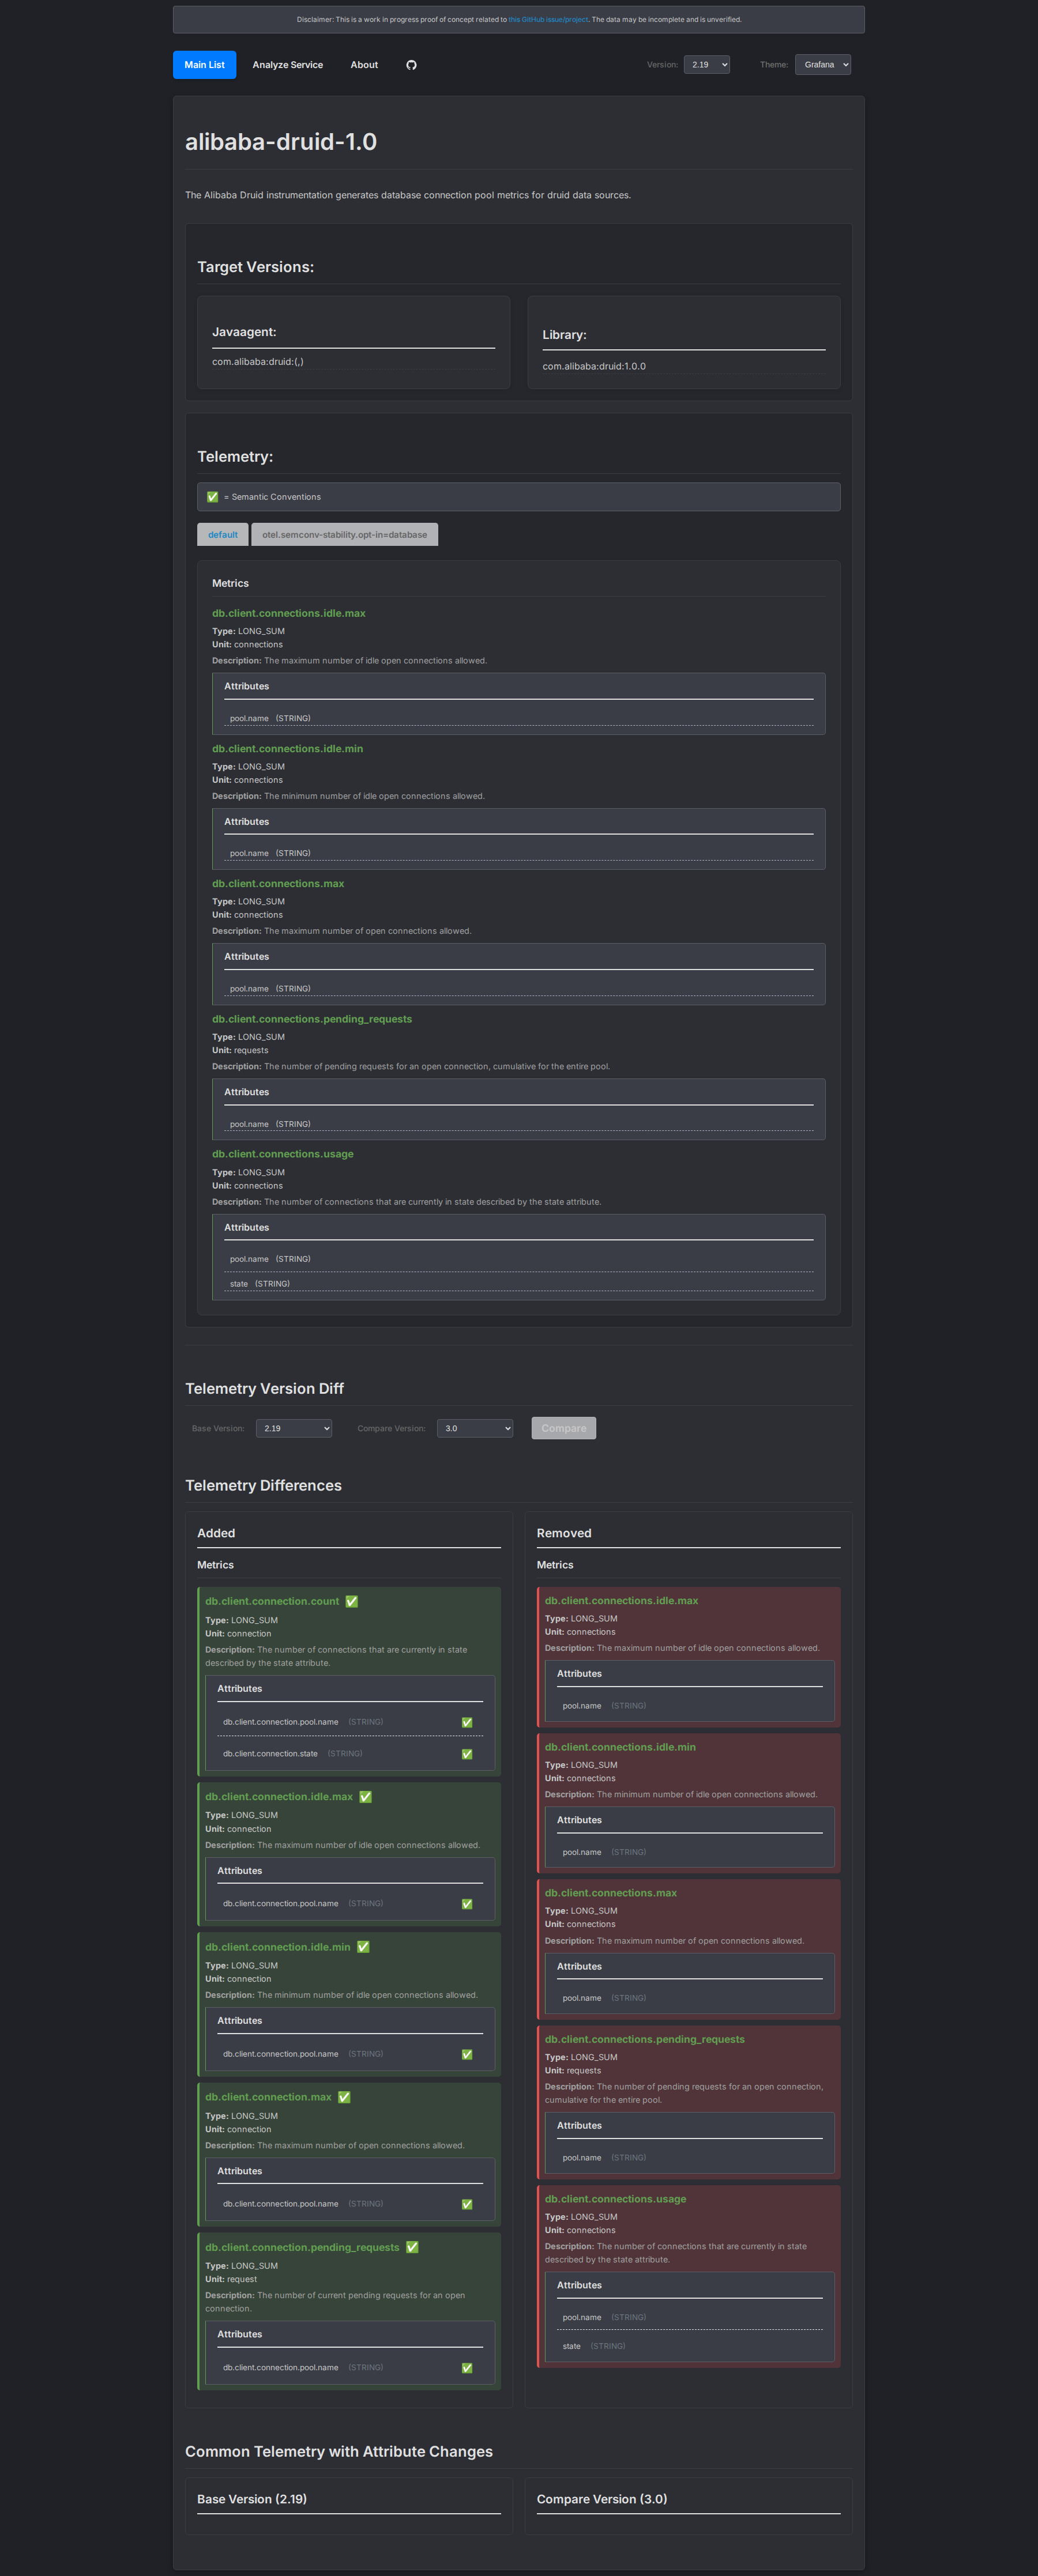 Disclaimer: This is a work in progress proof of concept related to this GitHub issue/project. The data may be incomplete and is unverified.
Main List Analyze Service About Version: 2.19 Theme: Grafana
alibaba-druid-1.0
The Alibaba Druid instrumentation generates database connection pool metrics for druid data sources.
Target Versions:
Javaagent:
com.alibaba:druid:(,)
Library:
com.alibaba:druid:1.0.0
Telemetry:
✅ = Semantic Conventions
default otel.semconv-stability.opt-in=database
Metrics
db.client.connections.idle.max
Type: LONG_SUM
Unit: connections
Description: The maximum number of idle open connections allowed.
Attributes
pool.name (STRING)
db.client.connections.idle.min
Type: LONG_SUM
Unit: connections
Description: The minimum number of idle open connections allowed.
Attributes
pool.name (STRING)
db.client.connections.max
Type: LONG_SUM
Unit: connections
Description: The maximum number of open connections allowed.
Attributes
pool.name (STRING)
db.client.connections.pending_requests
Type: LONG_SUM
Unit: requests
Description: The number of pending requests for an open connection, cumulative for the entire pool.
Attributes
pool.name (STRING)
db.client.connections.usage
Type: LONG_SUM
Unit: connections
Description: The number of connections that are currently in state described by the state attribute.
Attributes
pool.name (STRING)
state (STRING)
Telemetry Version Diff
Base Version: 2.19 Compare Version: 3.0 Compare
Telemetry Differences
Added
Metrics
db.client.connection.count ✅
Type: LONG_SUM
Unit: connection
Description: The number of connections that are currently in state
described by the state attribute.
Attributes
db.client.connection.pool.name (STRING) ✅
db.client.connection.state (STRING) ✅
db.client.connection.idle.max ✅
Type: LONG_SUM
Unit: connection
Description: The maximum number of idle open connections allowed.
Attributes
db.client.connection.pool.name (STRING) ✅
db.client.connection.idle.min ✅
Type: LONG_SUM
Unit: connection
Description: The minimum number of idle open connections allowed.
Attributes
db.client.connection.pool.name (STRING) ✅
db.client.connection.max ✅
Type: LONG_SUM
Unit: connection
Description: The maximum number of open connections allowed.
Attributes
db.client.connection.pool.name (STRING) ✅
db.client.connection.pending_requests ✅
Type: LONG_SUM
Unit: request
Description: The number of current pending requests for an open
connection.
Attributes
db.client.connection.pool.name (STRING) ✅
Removed
Metrics
db.client.connections.idle.max
Type: LONG_SUM
Unit: connections
Description: The maximum number of idle open connections allowed.
Attributes
pool.name (STRING)
db.client.connections.idle.min
Type: LONG_SUM
Unit: connections
Description: The minimum number of idle open connections allowed.
Attributes
pool.name (STRING)
db.client.connections.max
Type: LONG_SUM
Unit: connections
Description: The maximum number of open connections allowed.
Attributes
pool.name (STRING)
db.client.connections.pending_requests
Type: LONG_SUM
Unit: requests
Description: The number of pending requests for an open connection,
cumulative for the entire pool.
Attributes
pool.name (STRING)
db.client.connections.usage
Type: LONG_SUM
Unit: connections
Description: The number of connections that are currently in state
described by the state attribute.
Attributes
pool.name (STRING)
state (STRING)
Common Telemetry with Attribute Changes
Base Version (2.19)
Compare Version (3.0)